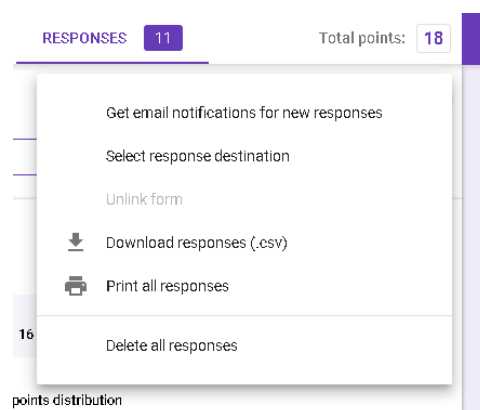 RESPONSES 11 Total points: 18
Get email notifications for new responses
Select response destination
Unlink form
Download responses (.csv)
Print all responses
16
Delete all responses
points distribution